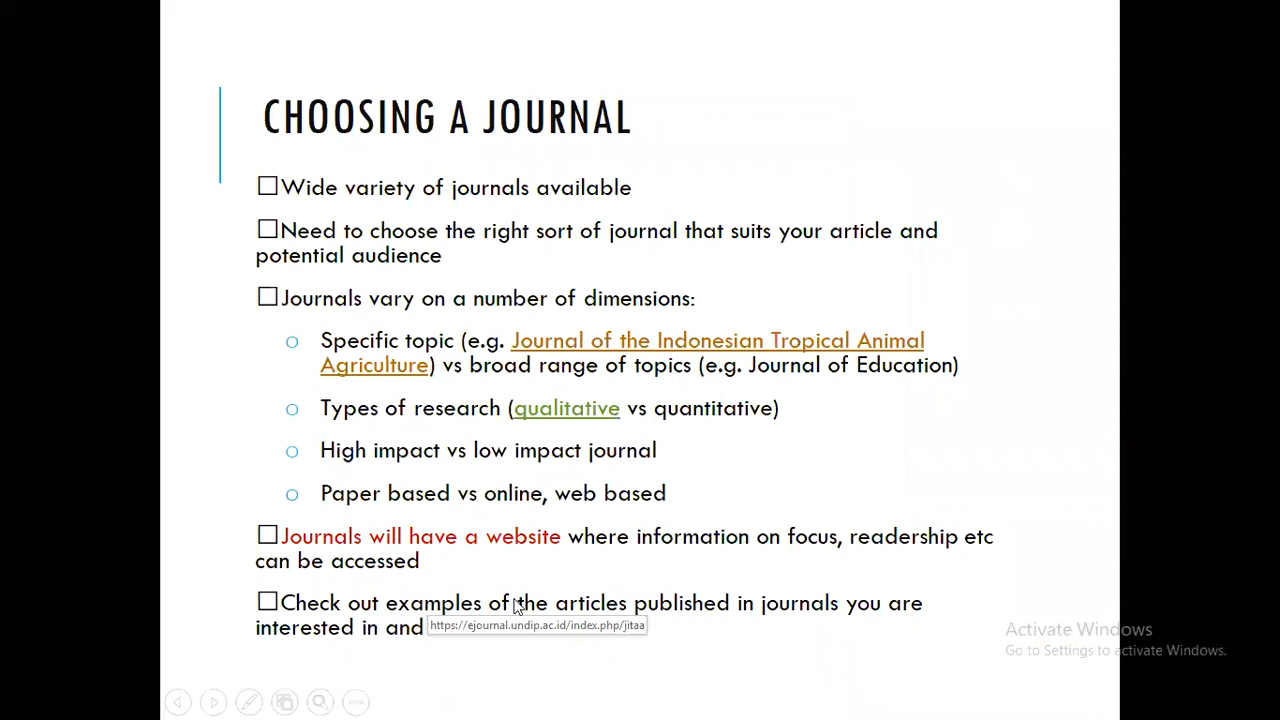 CHOOSING A JOURNAL
☐Wide variety of journals available
☐Need to choose the right sort of journal that suits your article and
potential audience
☐Journals vary on a number of dimensions:
o Specific topic (e.g. Journal of the Indonesian Tropical Animal
Agriculture) vs broad range of topics (e.g. Journal of Education)
o Types of research (qualitative vs quantitative)
o High impact vs low impact journal
o Paper based vs online, web based
☐Journals will have a website where information on focus, readership etc
can be accessed
☐Check out examples of the articles published in journals you are
interested in and
https://ejournal.undip.ac.id/index.php/jitaa
Activate Windows
Go to Settings to activate Windows.